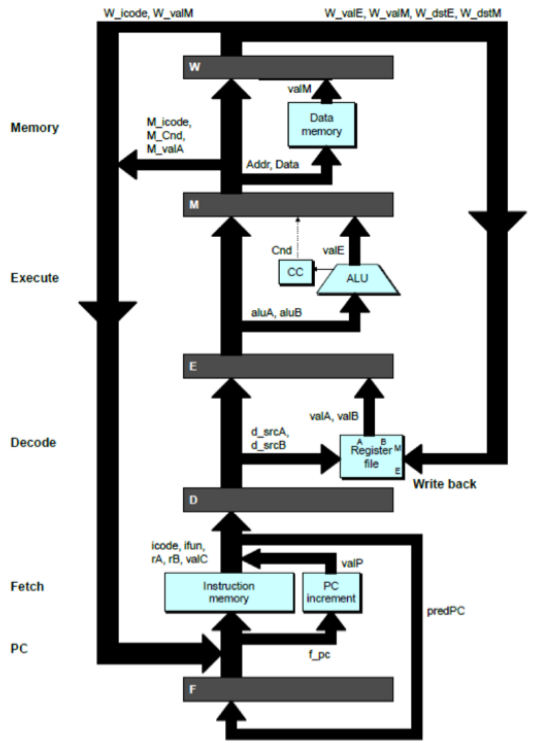 W_icode, W_valM
W_valE, W_valM, W_dstE, W_dstM
W
valM
Memory
M_icode,
M_Cnd,
M_valA
Data
memory
Addr, Data
M
Cnd
valE
Execute
CC
ALU
aluA, aluB
E
valA, valB
Decode
d_srcA,
d_srcB
A B
Register
file
M
E
Write back
D
icode, ifun,
rA, rB, valC
valP
Fetch
Instruction
memory
PC
increment
predPC
PC
f_pc
F